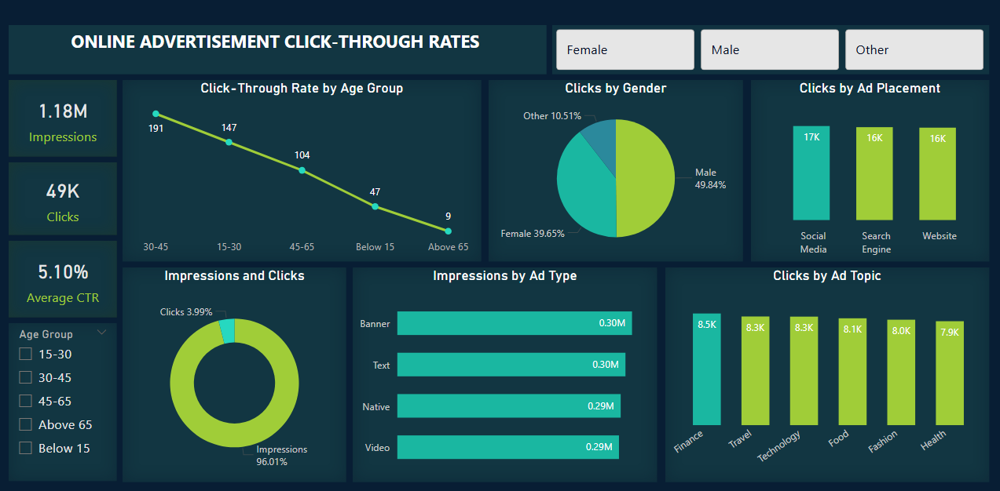 ONLINE ADVERTISEMENT CLICK-THROUGH RATES
Female
Male
Other
1.18M
Impressions
49K
Clicks
5.10%
Average CTR
Age Group
15-30
30-45
45-65
Above 65
Below 15
Click-Through Rate by Age Group
191
147
104
47
9
30-45
15-30
45-65
Below 15
Above 65
Clicks by Gender
Other 10.51%
Male
49.84%
Female 39.65%
Clicks by Ad Placement
17K
16K
16K
Social
Media
Search
Engine
Website
Impressions and Clicks
Clicks 3.99%
Impressions
96.01%
Impressions by Ad Type
Banner
0.30M
Text
0.30M
Native
0.29M
Video
0.29M
Clicks by Ad Topic
8.5K
8.3K
8.3K
8.1K
8.0K
7.9K
Finance
Travel
Technology
Food
Fashion
Health